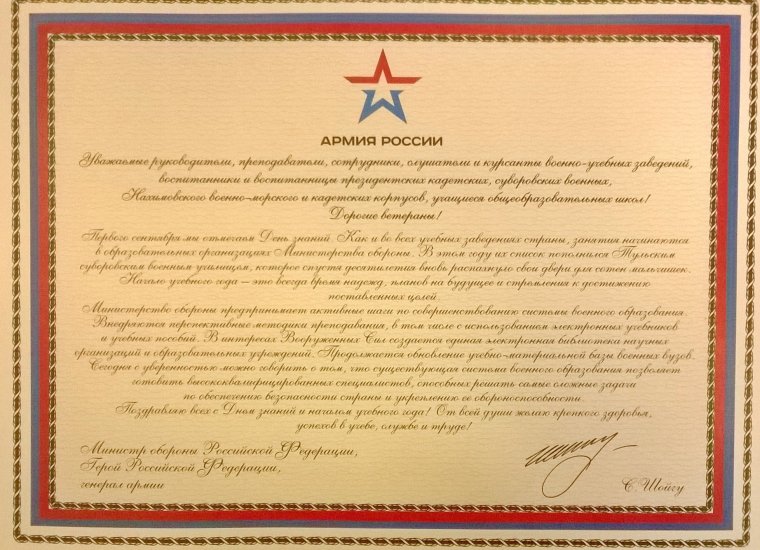 АРМИЯ РОССИИ
Уважаемые руководители, преподаватели, сотрудники, слушатели и курсанты военно-учебных заведений,
воспитанники и воспитанницы президентских кадетских, суворовских военных,
Нахимовского военно-морского и кадетских корпусов, учащиеся общеобразовательных школ!
Дорогие ветераны!
Первого сентября мы отмечаем День знаний. Как и во всех учебных заведениях страны, занятия начинаются
в образовательных организациях Министерства обороны. В этом году их список пополнился Тульским
суворовским военным училищем, которое спустя десятилетия вновь распахнуло свои двери для сотен мальчишек.
Начало учебного года – это всегда время надежд, планов на будущее и стремления к достижению
поставленных целей.
Министерство обороны предпринимает активные шаги по совершенствованию системы военного образования.
Внедряются перспективные методики преподавания, в том числе с использованием электронных учебников
и учебных пособий. В интересах Вооруженных Сил создается единая электронная библиотека научных
организаций и образовательных учреждений. Продолжается обновление учебно-материальной базы военных вузов.
Сегодня с уверенностью можно говорить о том, что существующая система военного образования позволяет
готовить высококвалифицированных специалистов, способных решать самые сложные задачи
по обеспечению безопасности страны и укреплению ее обороноспособности.
Поздравляю всех с Днем знаний и началом учебного года! От всей души желаю крепкого здоровья,
успехов в учебе, службе и труде!
Министр обороны Российской Федерации,
Герой Российской Федерации,
генерал армии
С. Шойгу